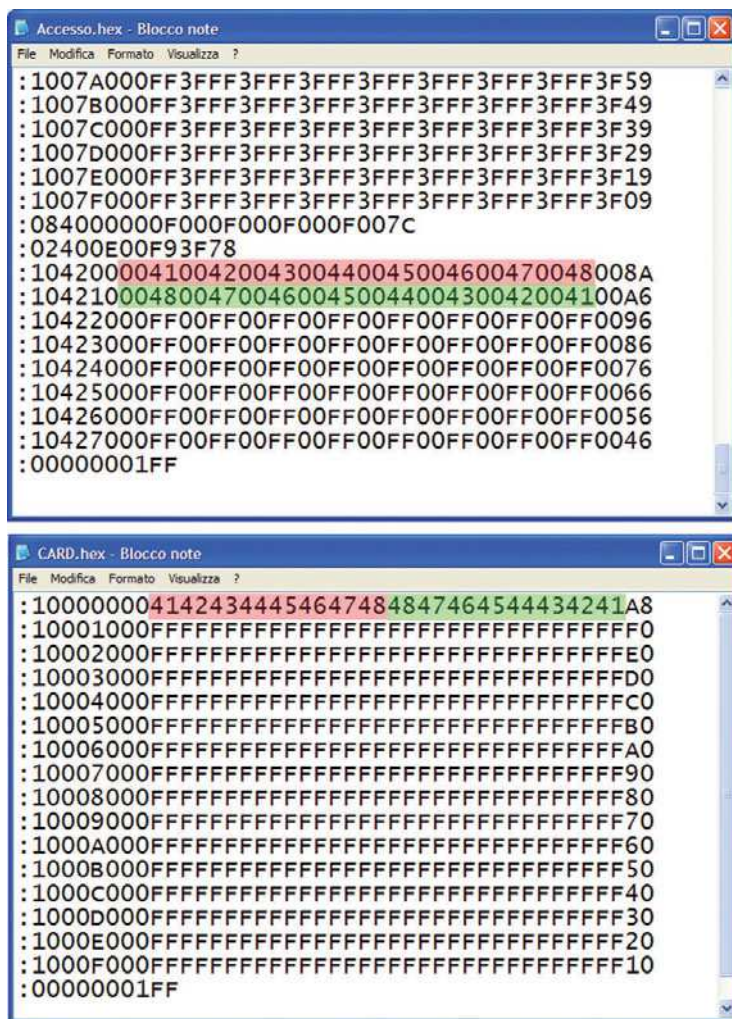 Accesso.hex - Blocco note
File Modifica Formato Visualizza ?
:1007A000FF3FFF3FFF3FFF3FFF3FFF3FFF3FFF3F59
:1007B000FF3FFF3FFF3FFF3FFF3FFF3FFF3FFF3F49
:1007C000FF3FFF3FFF3FFF3FFF3FFF3FFF3FFF3F39
:1007D000FF3FFF3FFF3FFF3FFF3FFF3FFF3FFF3F29
:1007E000FF3FFF3FFF3FFF3FFF3FFF3FFF3FFF3F19
:1007F000FF3FFF3FFF3FFF3FFF3FFF3FFF3FFF3F09
:084000000F000F000F000F007C
:02400E00F93F78
:10420000410042004300440045004600470048008A
:1042100048004700460045004400430042004100A6
:10422000FF00FF00FF00FF00FF00FF00FF00FF0096
:10423000FF00FF00FF00FF00FF00FF00FF00FF0086
:10424000FF00FF00FF00FF00FF00FF00FF00FF0076
:10425000FF00FF00FF00FF00FF00FF00FF00FF0066
:10426000FF00FF00FF00FF00FF00FF00FF00FF0056
:10427000FF00FF00FF00FF00FF00FF00FF00FF0046
:00000001FF
CARD.hex - Blocco note
File Modifica Formato Visualizza ?
:1000000041424344454647484847464544434241A8
:10001000FFFFFFFFFFFFFFFFFFFFFFFFFFFFFFFFF0
:10002000FFFFFFFFFFFFFFFFFFFFFFFFFFFFFFFFE0
:10003000FFFFFFFFFFFFFFFFFFFFFFFFFFFFFFFFD0
:10004000FFFFFFFFFFFFFFFFFFFFFFFFFFFFFFFFC0
:10005000FFFFFFFFFFFFFFFFFFFFFFFFFFFFFFFFB0
:10006000FFFFFFFFFFFFFFFFFFFFFFFFFFFFFFFFA0
:10007000FFFFFFFFFFFFFFFFFFFFFFFFFFFFFFFF90
:10008000FFFFFFFFFFFFFFFFFFFFFFFFFFFFFFFF80
:10009000FFFFFFFFFFFFFFFFFFFFFFFFFFFFFFFF70
:1000A000FFFFFFFFFFFFFFFFFFFFFFFFFFFFFFFF60
:1000B000FFFFFFFFFFFFFFFFFFFFFFFFFFFFFFFF50
:1000C000FFFFFFFFFFFFFFFFFFFFFFFFFFFFFFFF40
:1000D000FFFFFFFFFFFFFFFFFFFFFFFFFFFFFFFF30
:1000E000FFFFFFFFFFFFFFFFFFFFFFFFFFFFFFFF20
:1000F000FFFFFFFFFFFFFFFFFFFFFFFFFFFFFFFF10
:00000001FF